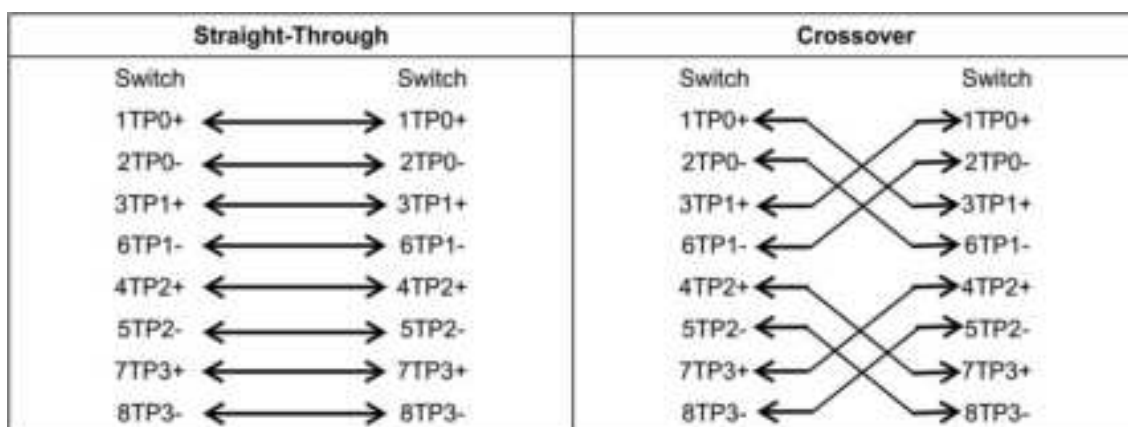 Straight-Through
Crossover
Switch Switch
1TP0+ 1TP0+
2TP0- 2TP0-
3TP1+ 3TP1+
6TP1- 6TP1-
4TP2+ 4TP2+
5TP2- 5TP2-
7TP3+ 7TP3+
8TP3- 8TP3-
Switch Switch
1TP0+ 1TP0+
2TP0- 2TP0-
3TP1+ 3TP1+
6TP1- 6TP1-
4TP2+ 4TP2+
5TP2- 5TP2-
7TP3+ 7TP3+
8TP3- 8TP3-